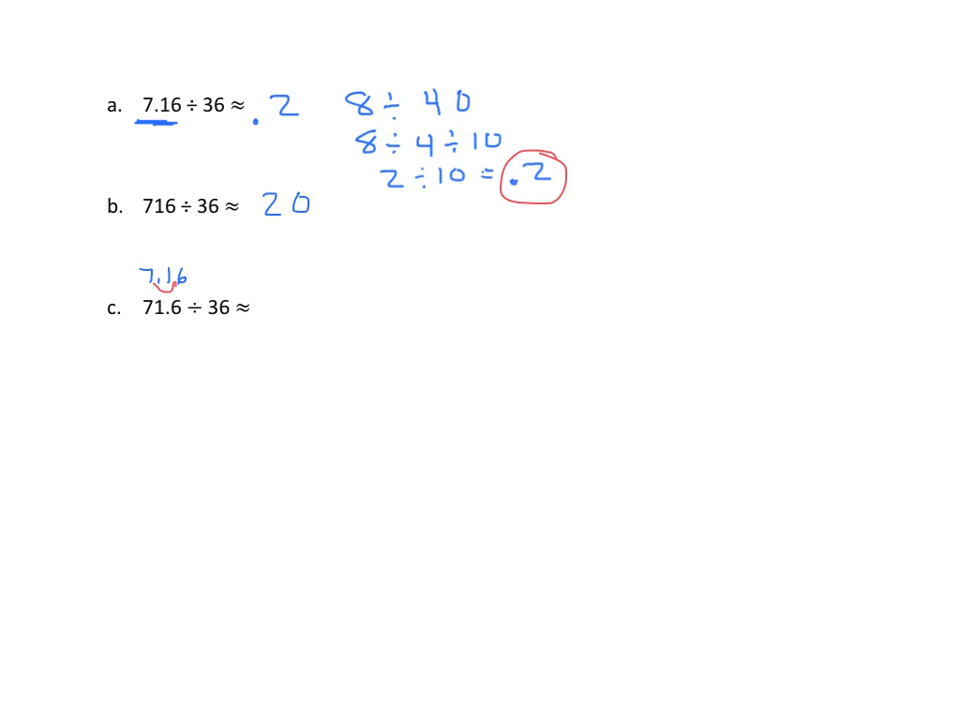 a. 7.16 ÷ 36 ≈ .2 8 ÷ 40
8 ÷ 4 ÷ 10
2 ÷ 10 = .2
b. 716 ÷ 36 ≈ 20
7.16
c. 71.6 ÷ 36 ≈